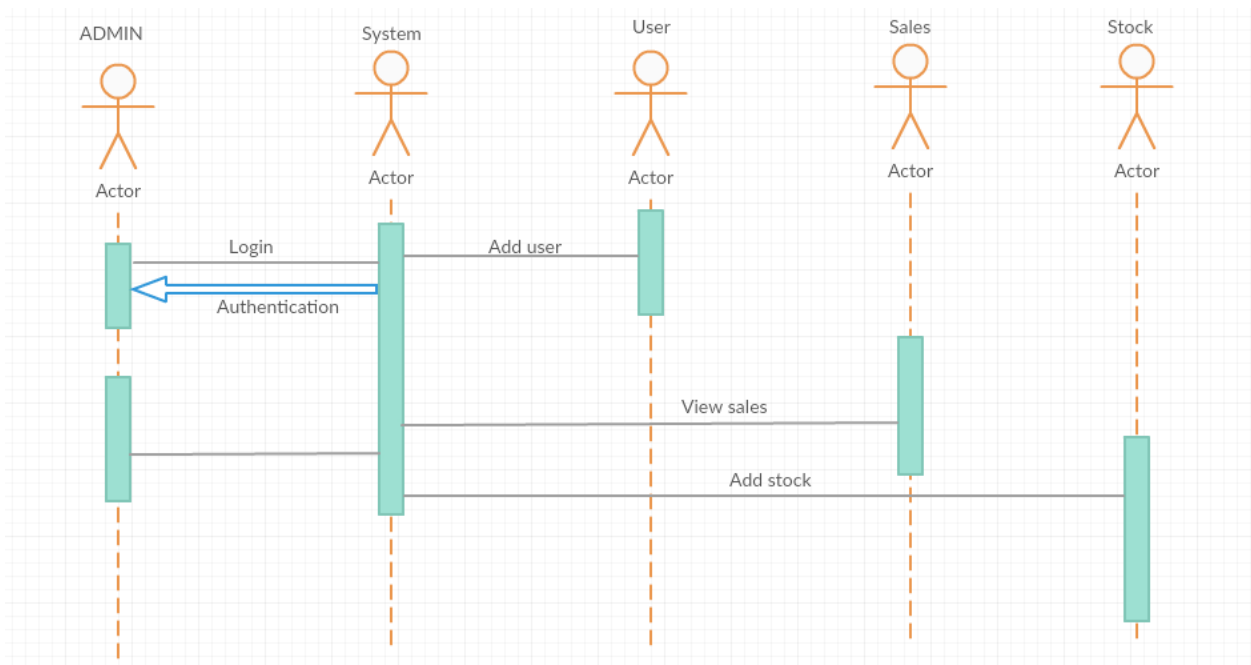 ADMIN
System
User
Sales
Stock
Actor
Actor
Actor
Actor
Actor
Login
Add user
Authentication
View sales
Add stock